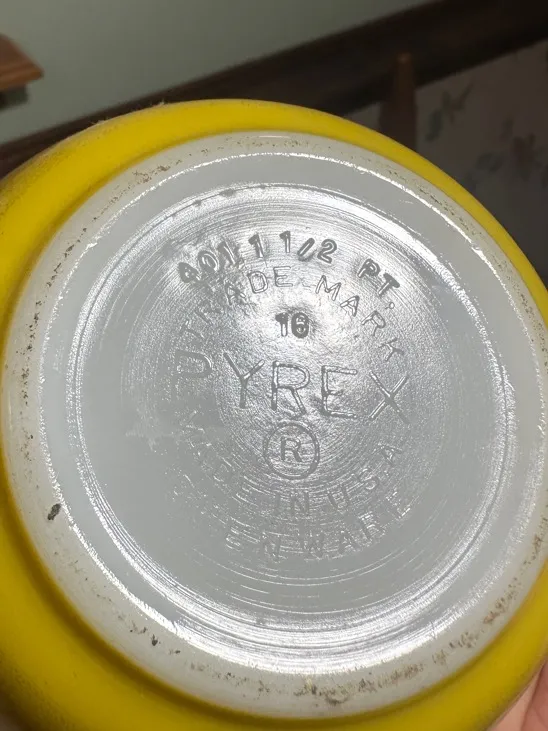 401 1 1/2 PT.
TRADE-MARK
16
PYREX
®
MADE IN U.S.A.
OVENWARE